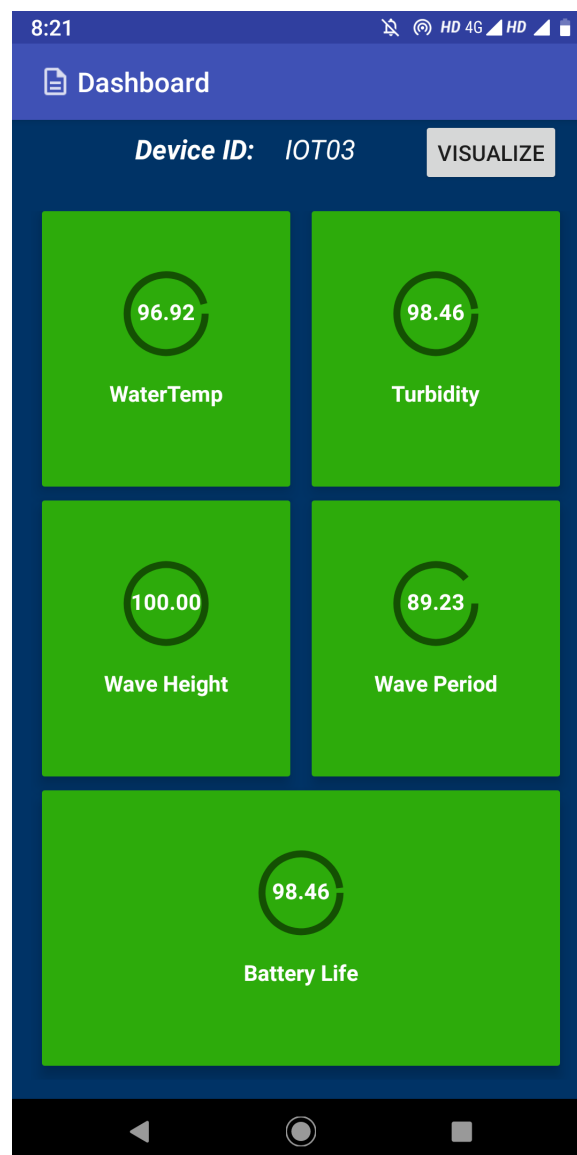 8:21 HD 4G HD
Dashboard
Device ID: IOT03 VISUALIZE
96.92 98.46
WaterTemp Turbidity
100.00 89.23
Wave Height Wave Period
98.46
Battery Life